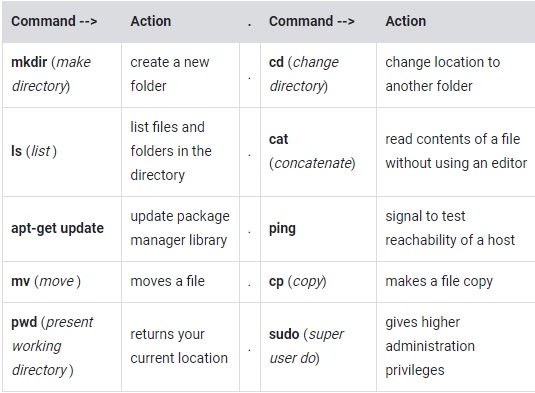 Command --> Action . Command --> Action
mkdir (make directory) create a new folder . cd (change directory) change location to another folder
ls (list ) list files and folders in the directory . cat (concatenate) read contents of a file without using an editor
apt-get update update package manager library . ping signal to test reachability of a host
mv (move ) moves a file . cp (copy) makes a file copy
pwd (present working directory ) returns your current location . sudo (super user do) gives higher administration privileges